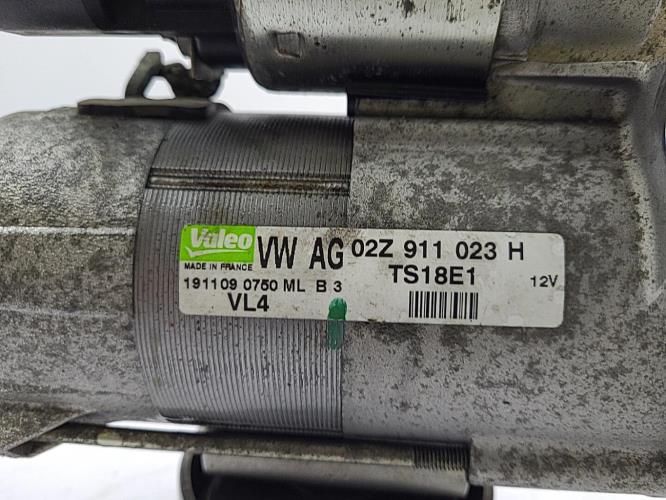 Valeo VW AG 02Z 911 023 H
MADE IN FRANCE TS18E1 12V
191109 0750 ML B 3
VL4